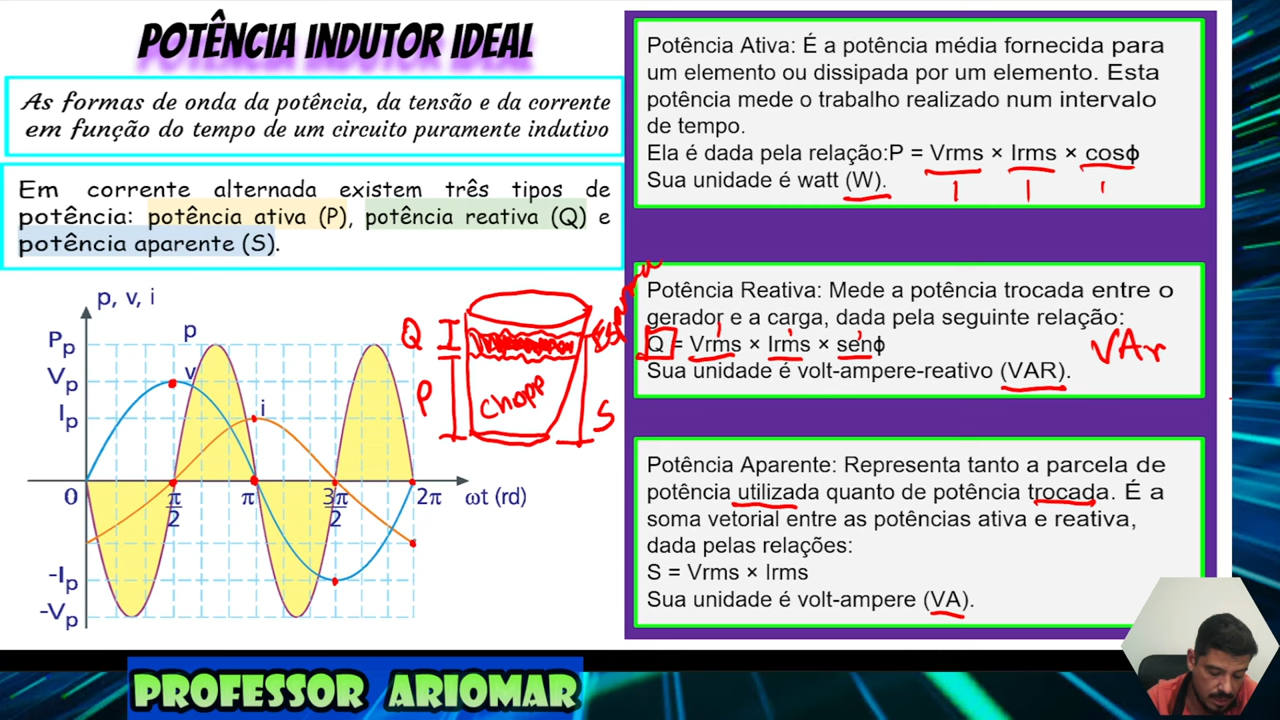 POTÊNCIA INDUTOR IDEAL
As formas de onda da potência, da tensão e da corrente
em função do tempo de um circuito puramente indutivo
Em corrente alternada existem três tipos de
potência: potência ativa (P), potência reativa (Q) e
potência aparente (S).
p, v, i
Pp
Vp
Ip
0
-Ip
-Vp
p
v
i
π/2
π
3π/2
2π
ωt (rd)
Q
P
chopp
S
Potência Ativa: É a potência média fornecida para
um elemento ou dissipada por um elemento. Esta
potência mede o trabalho realizado num intervalo
de tempo.
Ela é dada pela relação:P = Vrms × Irms × cosϕ
Sua unidade é watt (W).
Potência Reativa: Mede a potência trocada entre o
gerador e a carga, dada pela seguinte relação:
Q = Vrms × Irms × senϕ
VAr
Sua unidade é volt-ampere-reativo (VAR).
Potência Aparente: Representa tanto a parcela de
potência utilizada quanto de potência trocada. É a
soma vetorial entre as potências ativa e reativa,
dada pelas relações:
S = Vrms × Irms
Sua unidade é volt-ampere (VA).
PROFESSOR ARIOMAR